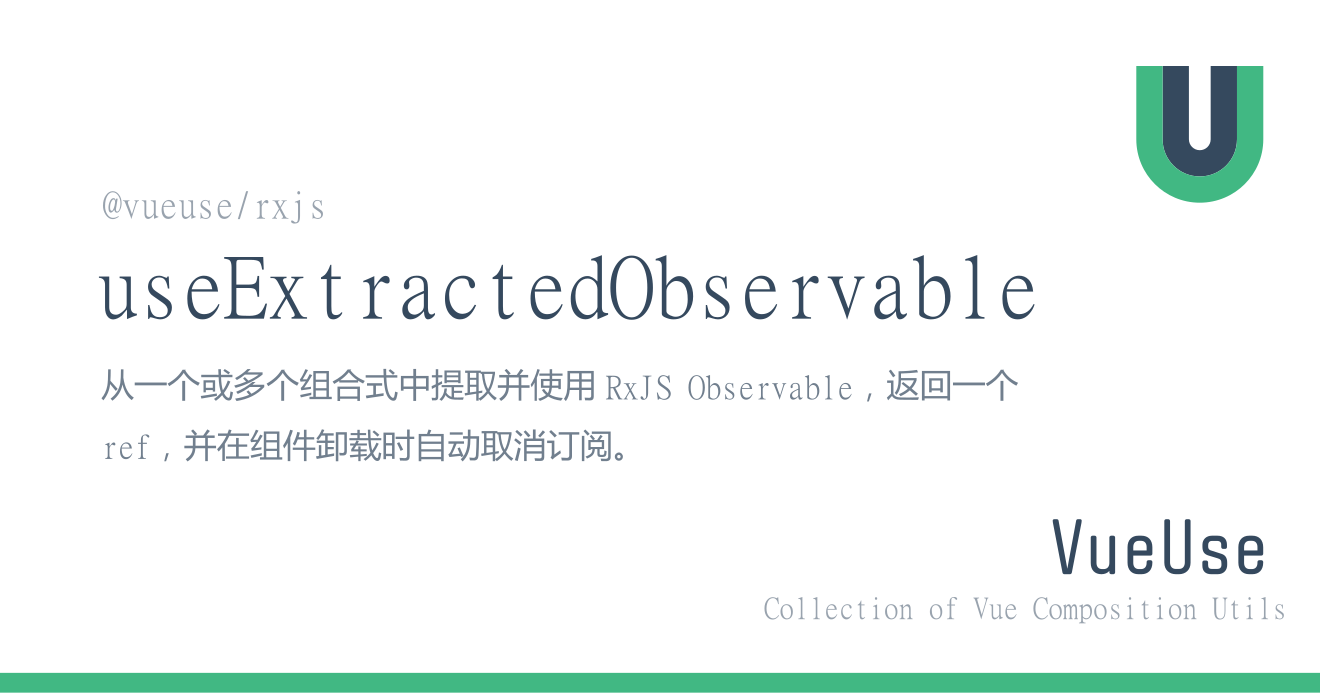 @vueuse/rxjs
useExtractedObservable
从一个或多个组合式中提取并使用 RxJS Observable，返回一个
ref，并在组件卸载时自动取消订阅。
VueUse
Collection of Vue Composition Utils